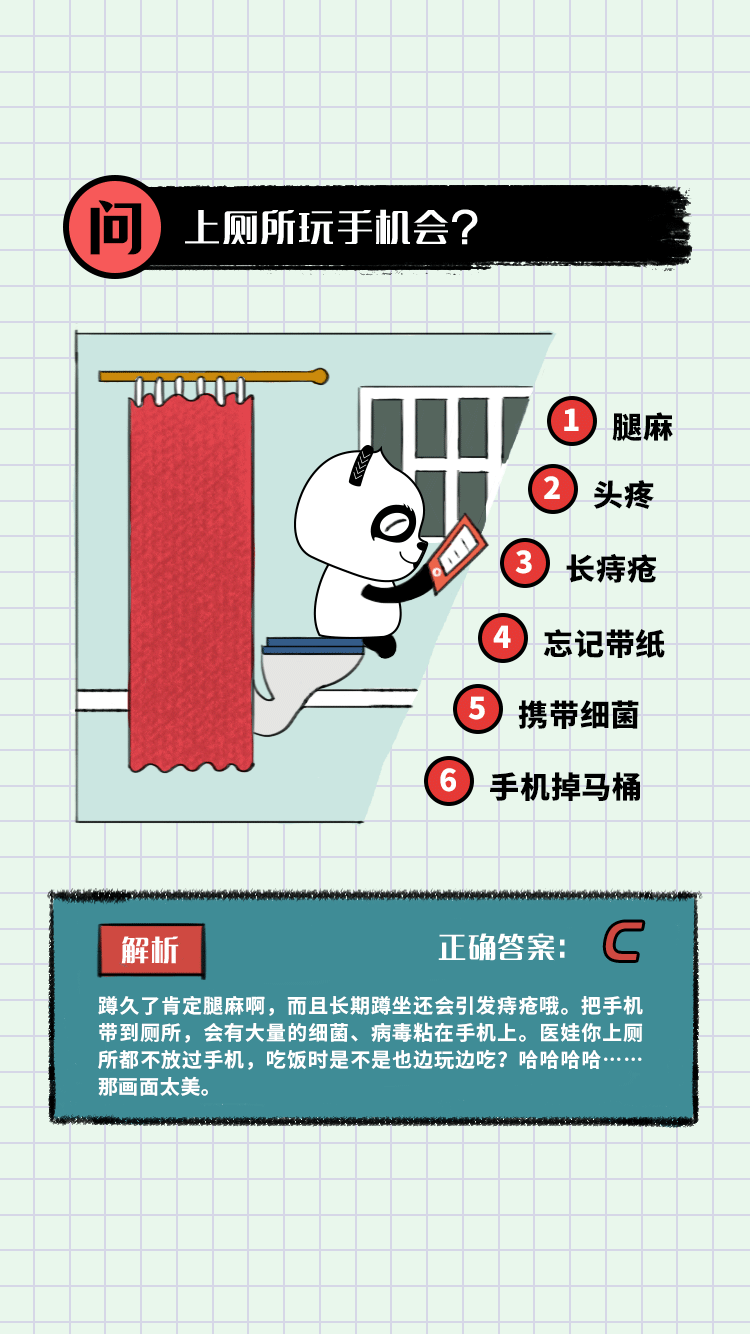 问 上厕所玩手机会？
1 腿麻
2 头疼
3 长痔疮
4 忘记带纸
5 携带细菌
6 手机掉马桶
解析 正确答案： C
蹲久了肯定腿麻啊，而且长期蹲坐还会引发痔疮哦。把手机
带到厕所，会有大量的细菌、病毒粘在手机上。医娃你上厕
所都不放过手机，吃饭时是不是也边玩边吃？哈哈哈哈……
那画面太美。